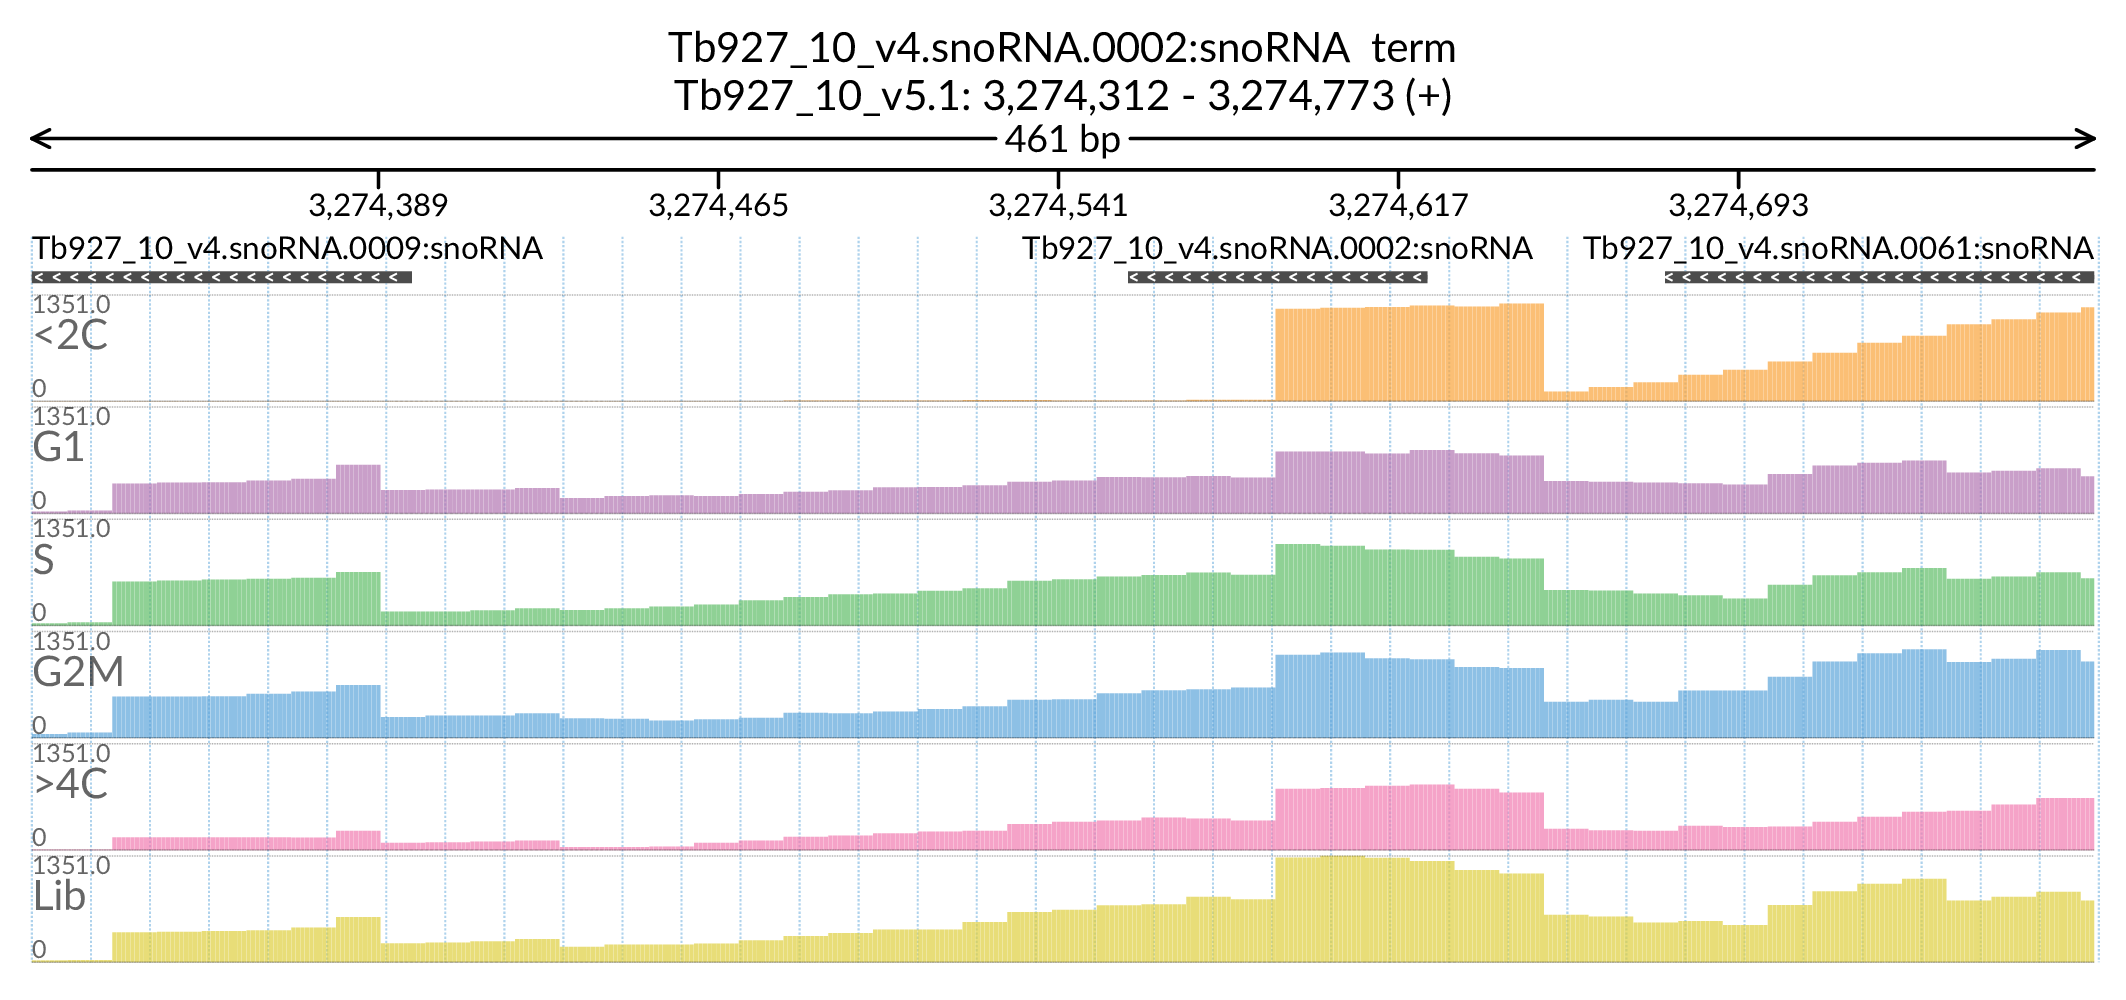 Tb927_10_v4.snoRNA.0002:snoRNA term
Tb927_10_v5.1: 3,274,312 - 3,274,773 (+)
461 bp
3,274,389 3,274,465 3,274,541 3,274,617 3,274,693
Tb927_10_v4.snoRNA.0009:snoRNA Tb927_10_v4.snoRNA.0002:snoRNA Tb927_10_v4.snoRNA.0061:snoRNA
1351.0
<2C
0
1351.0
G1
0
1351.0
S
0
1351.0
G2M
0
1351.0
>4C
0
1351.0
Lib
0